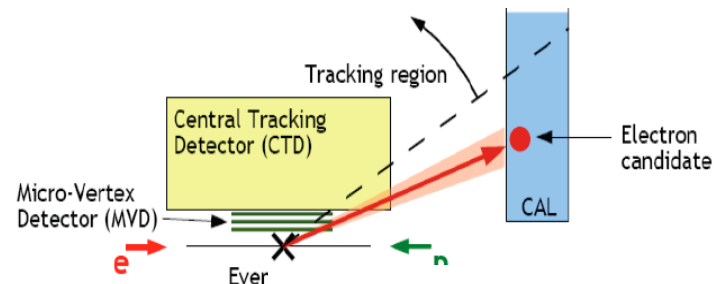 Tracking region
Central Tracking
Detector (CTD)
Electron
candidate
Micro-Vertex
Detector (MVD)
CAL
e
Ever